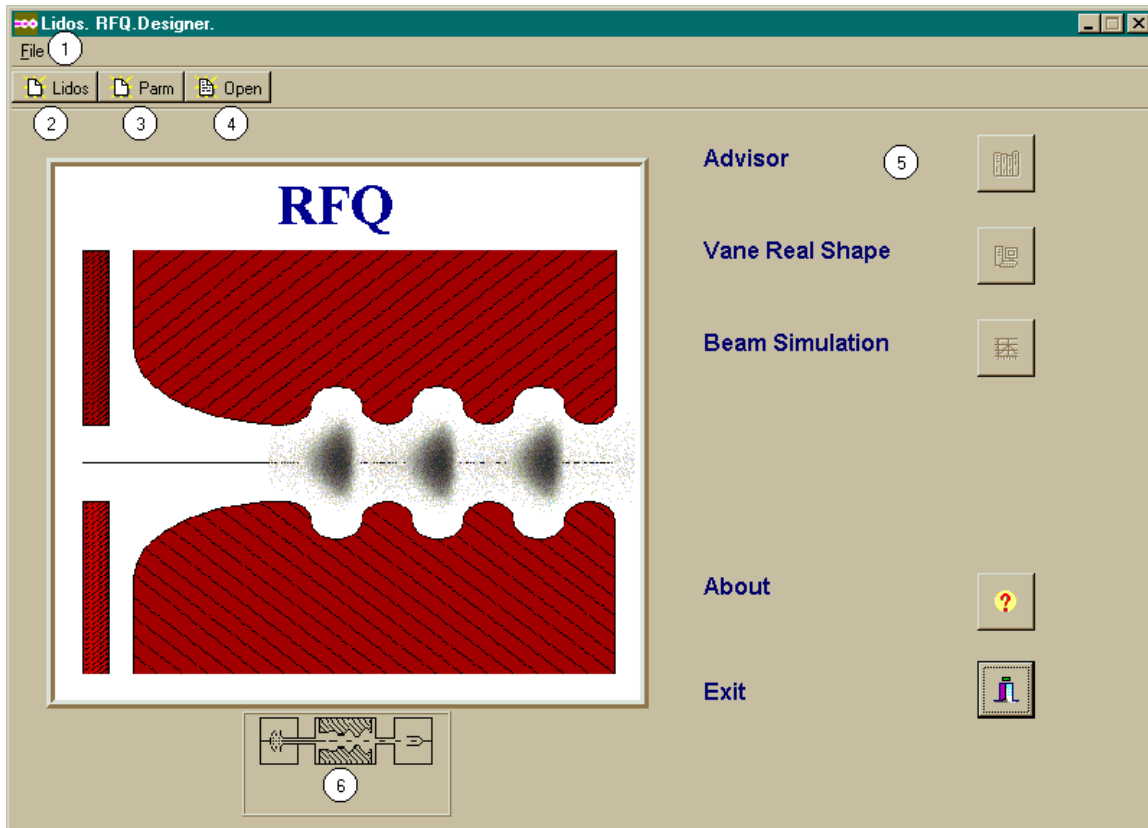 Lidos. RFQ.Designer.
File 1
Lidos Parm Open
2 3 4
RFQ
Advisor 5
Vane Real Shape
Beam Simulation
About ?
Exit
6